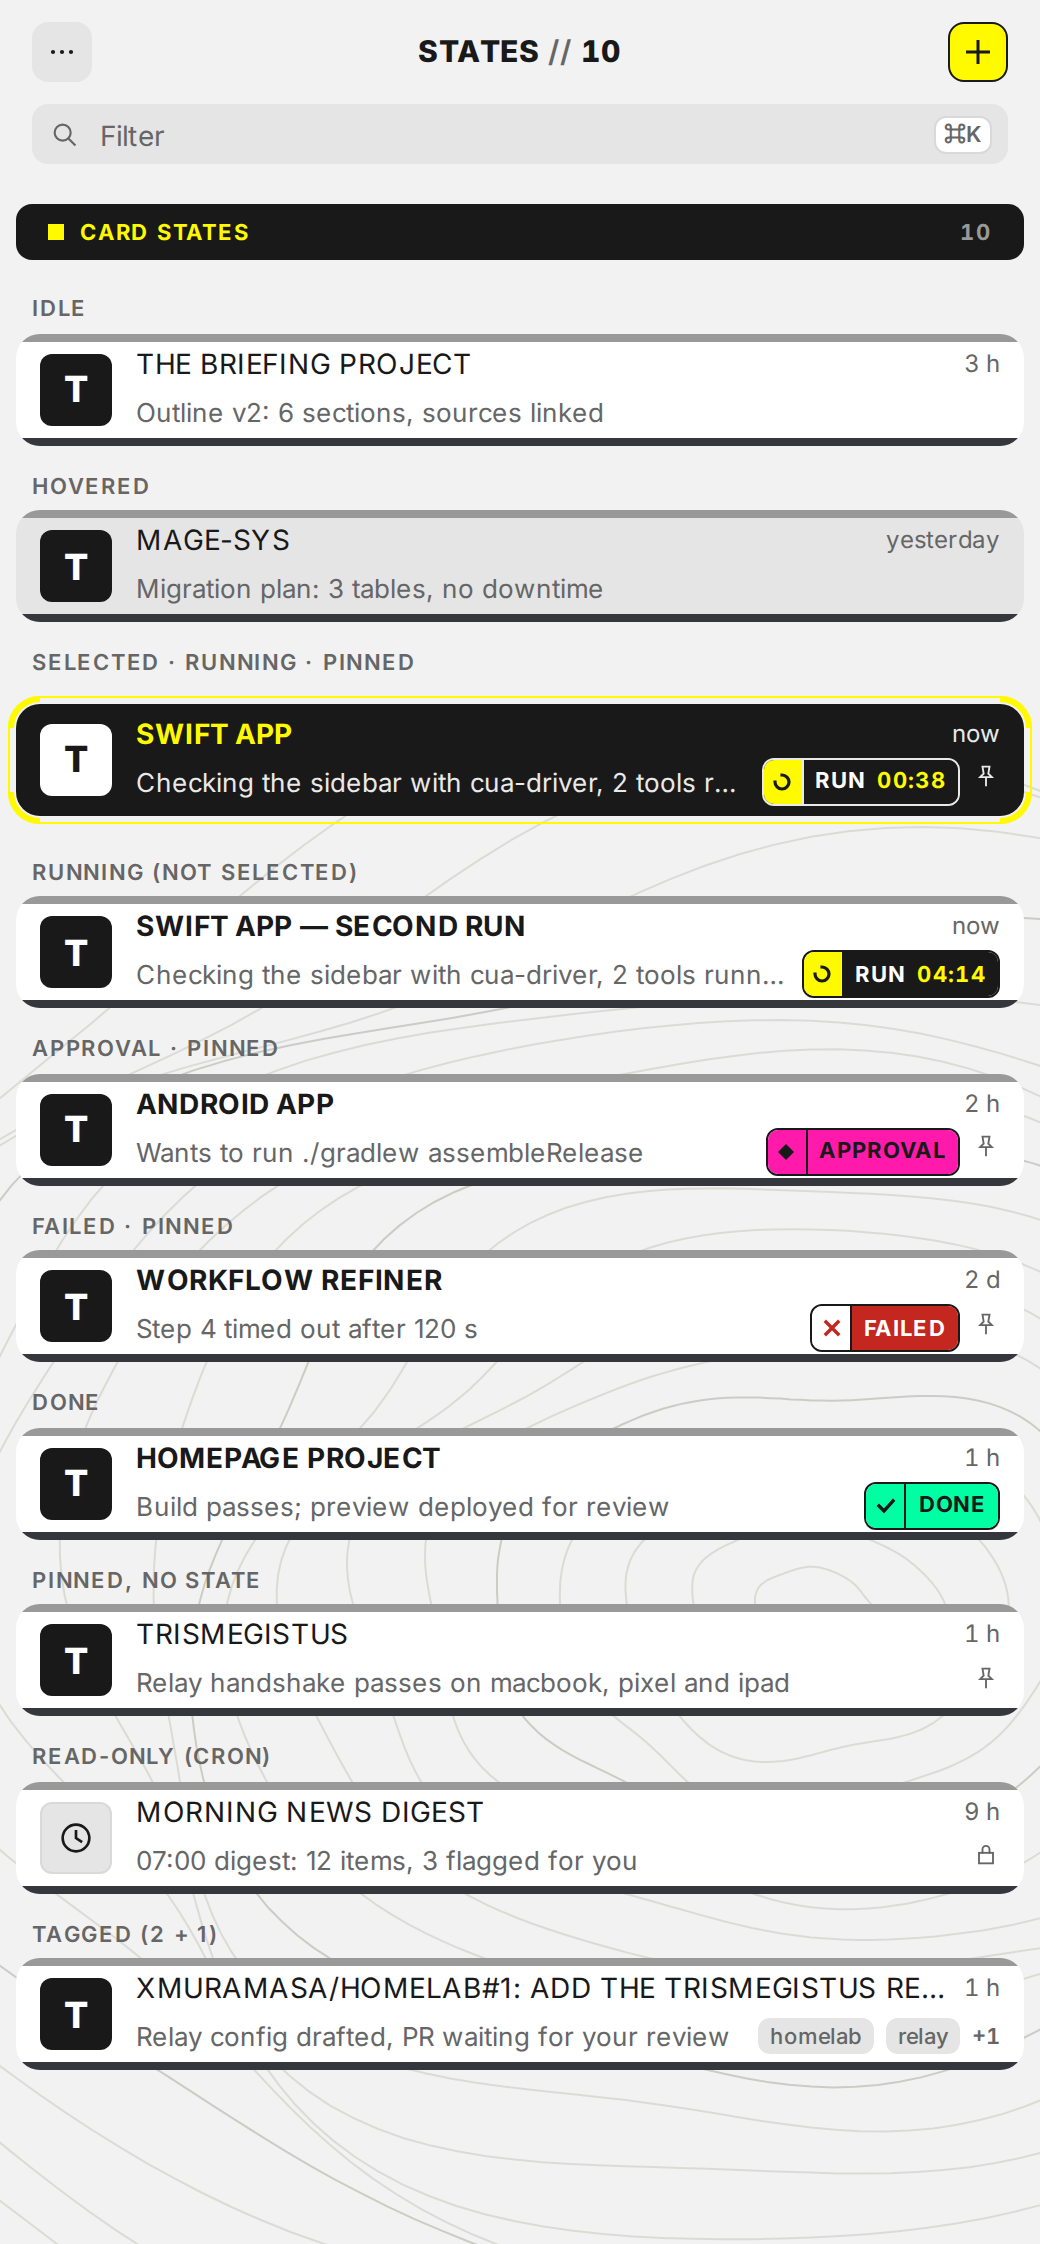 STATES // 10
Filter
⌘K
CARD STATES 10
IDLE
T THE BRIEFING PROJECT 3 h
Outline v2: 6 sections, sources linked
HOVERED
T MAGE-SYS yesterday
Migration plan: 3 tables, no downtime
SELECTED · RUNNING · PINNED
T SWIFT APP now
Checking the sidebar with cua-driver, 2 tools r... RUN 00:38
RUNNING (NOT SELECTED)
T SWIFT APP — SECOND RUN now
Checking the sidebar with cua-driver, 2 tools runn... RUN 04:14
APPROVAL · PINNED
T ANDROID APP 2 h
Wants to run ./gradlew assembleRelease APPROVAL
FAILED · PINNED
T WORKFLOW REFINER 2 d
Step 4 timed out after 120 s FAILED
DONE
T HOMEPAGE PROJECT 1 h
Build passes; preview deployed for review DONE
PINNED, NO STATE
T TRISMEGISTUS 1 h
Relay handshake passes on macbook, pixel and ipad
READ-ONLY (CRON)
MORNING NEWS DIGEST 9 h
07:00 digest: 12 items, 3 flagged for you
TAGGED (2 + 1)
T XMURAMASA/HOMELAB#1: ADD THE TRISMEGISTUS RE... 1 h
Relay config drafted, PR waiting for your review homelab relay +1